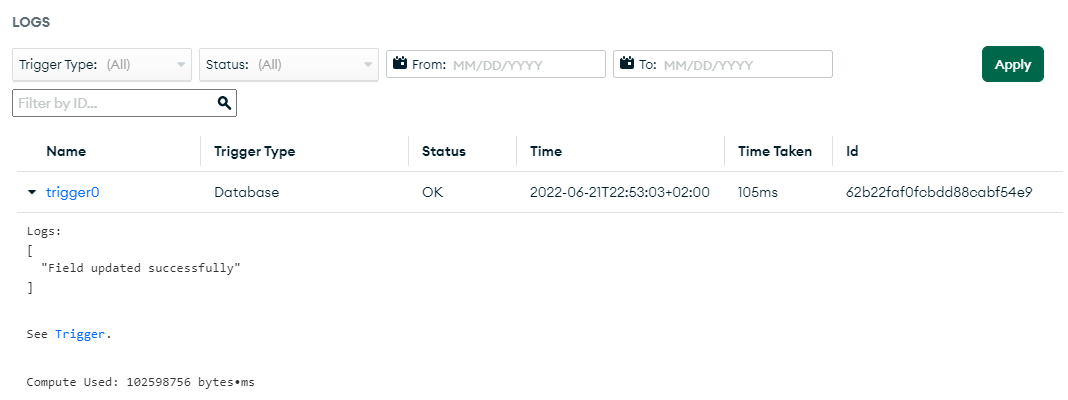 LOGS
Trigger Type: (All) Status: (All) From: MM/DD/YYYY To: MM/DD/YYYY Apply
Filter by ID...
Name Trigger Type Status Time Time Taken Id
trigger0 Database OK 2022-06-21T22:53:03+02:00 105ms 62b22faf0fcbdd88cabf54e9
Logs:
[
"Field updated successfully"
]
See Trigger.
Compute Used: 102598756 bytes•ms